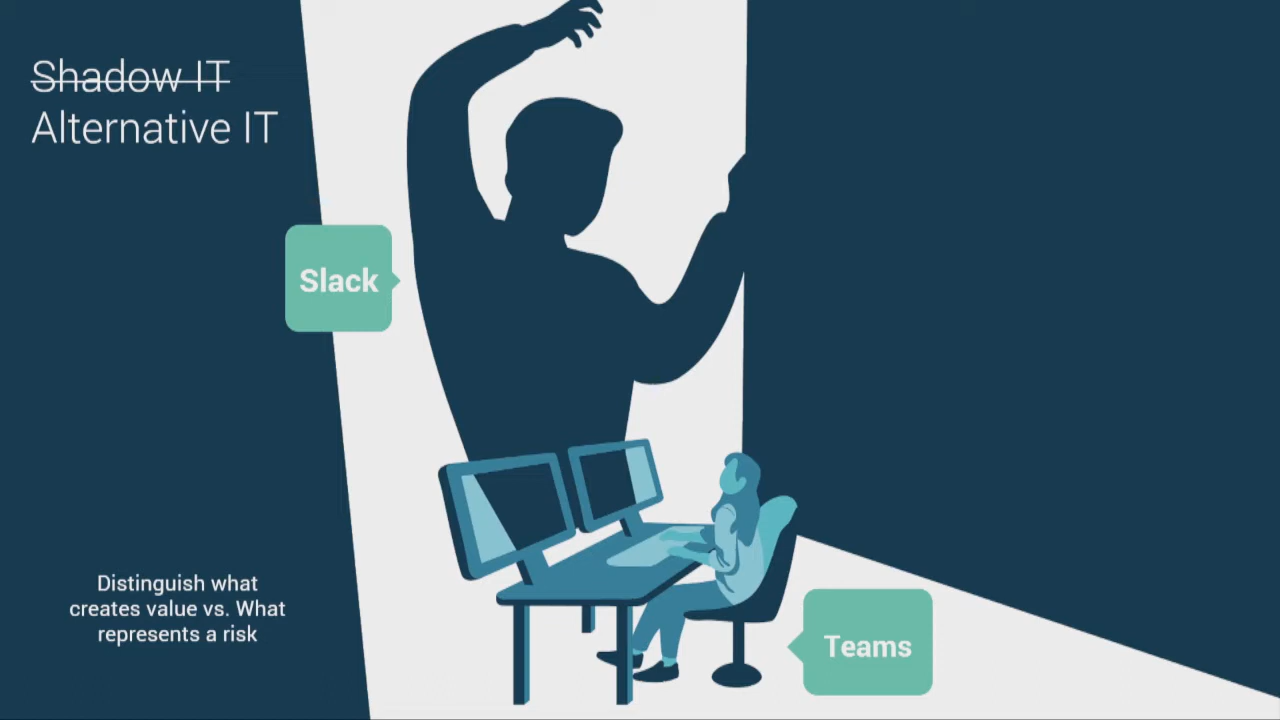 Shadow IT
Alternative IT
Slack
Distinguish what
creates value vs. What
represents a risk
Teams